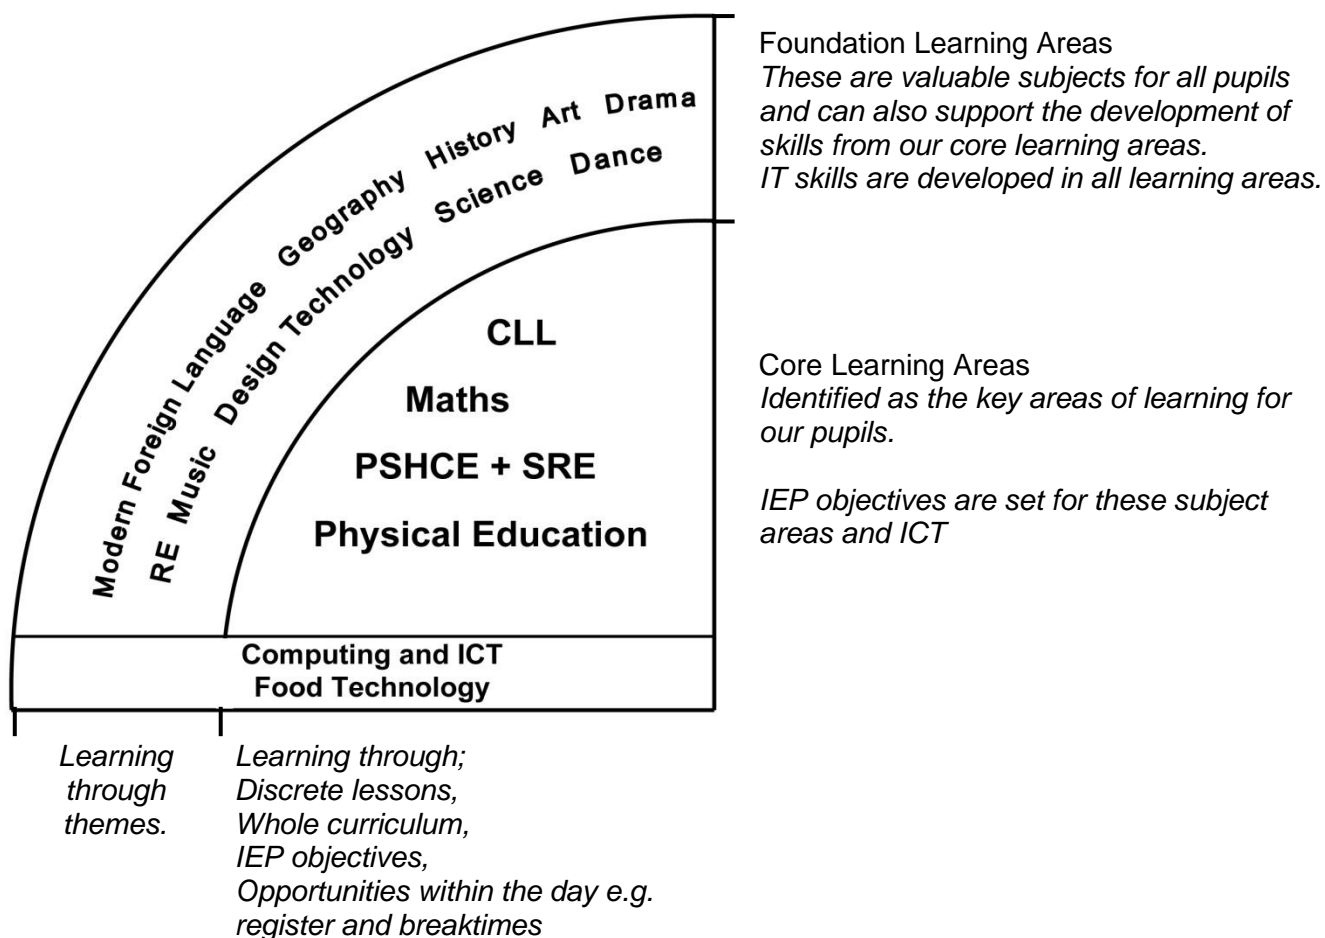 Foundation Learning Areas
These are valuable subjects for all pupils
and can also support the development of
skills from our core learning areas.
IT skills are developed in all learning areas.
Modern Foreign Language Geography History Art Drama
RE Music Design Technology Science Dance
CLL
Maths
PSHCE + SRE
Physical Education
Core Learning Areas
Identified as the key areas of learning for
our pupils.
IEP objectives are set for these subject
areas and ICT
Computing and ICT
Food Technology
Learning
through
themes.
Learning through;
Discrete lessons,
Whole curriculum,
IEP objectives,
Opportunities within the day e.g.
register and breaktimes